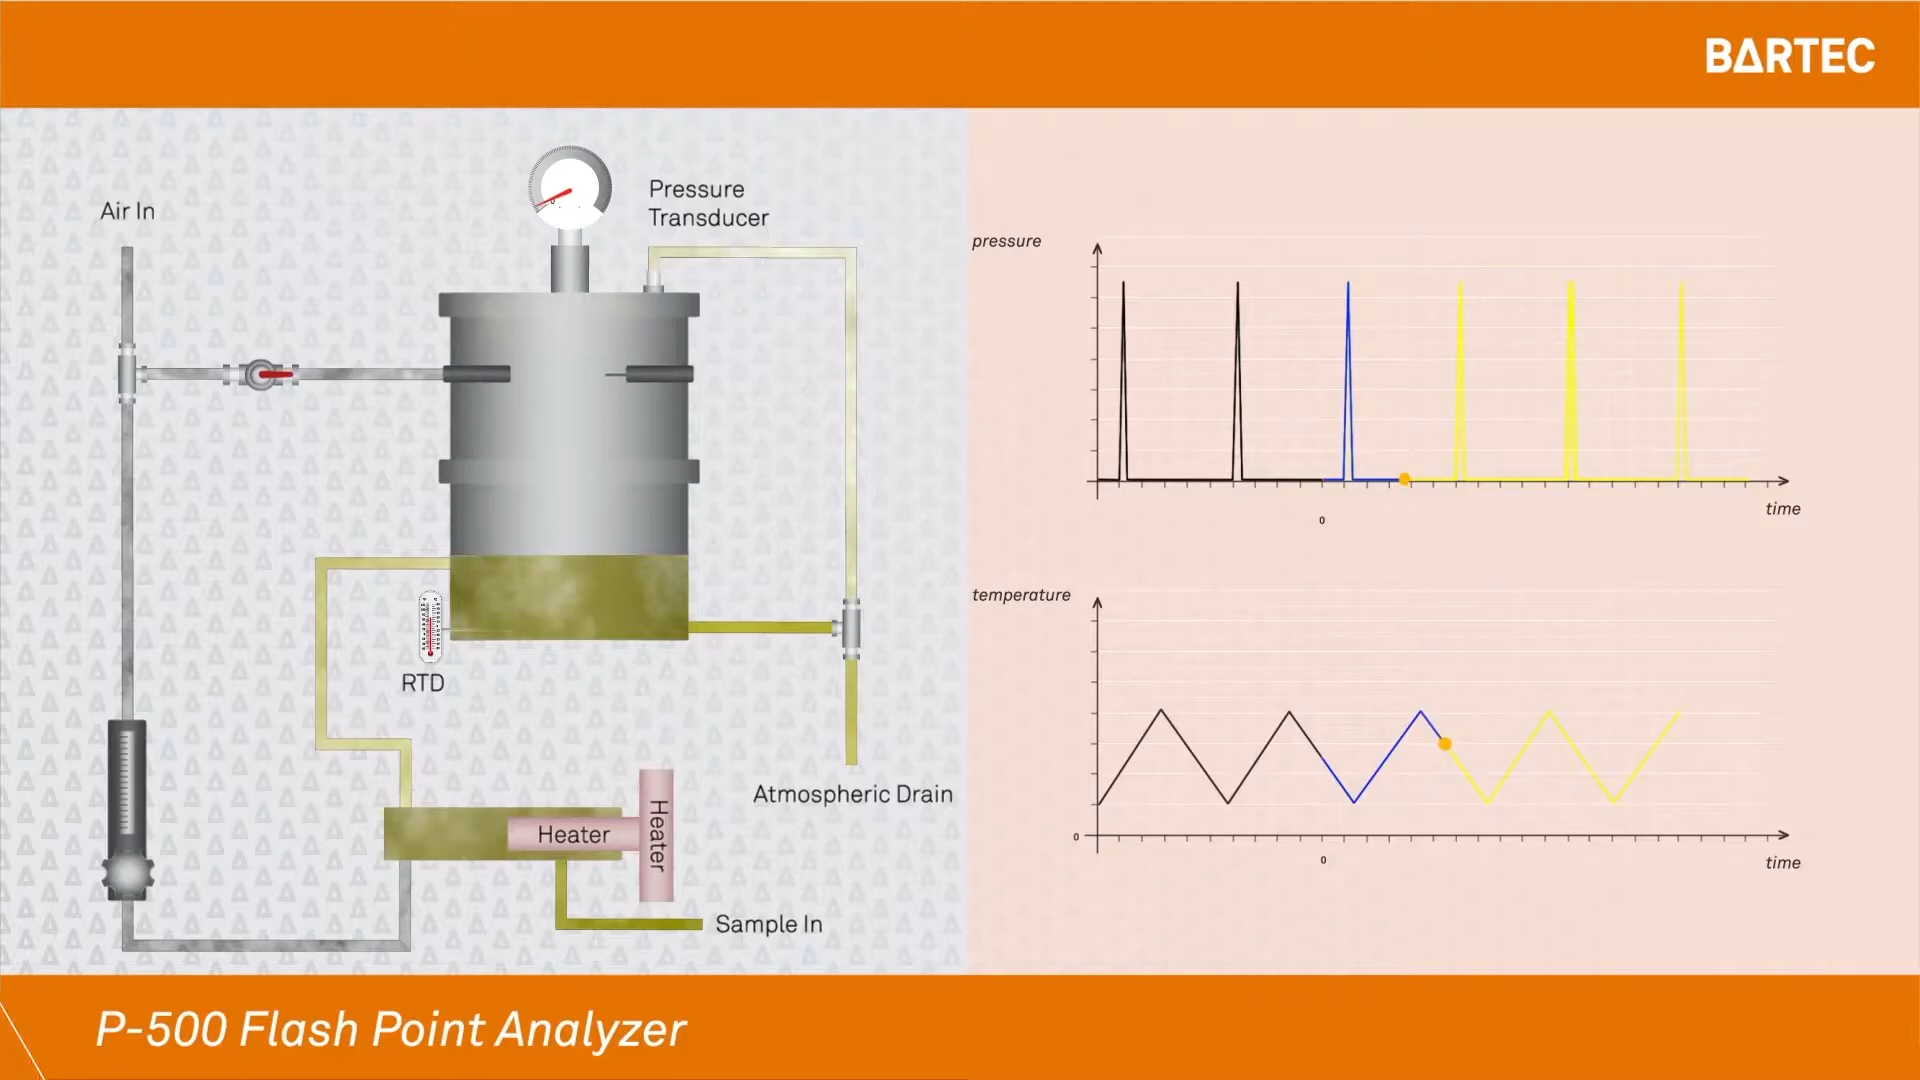 BARTEC
Air In
Pressure
Transducer
0
pressure
time
0
RTD
temperature
0
0
time
Atmospheric Drain
Heater
Heater
Sample In
P-500 Flash Point Analyzer